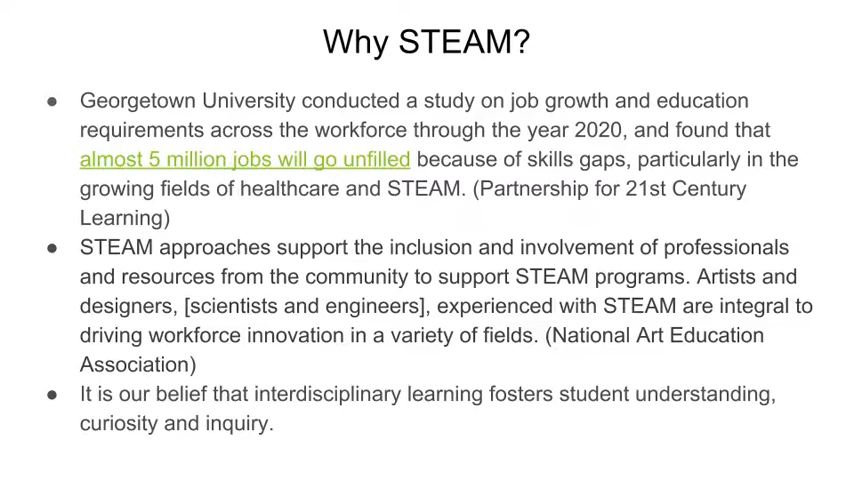 Why STEAM?
● Georgetown University conducted a study on job growth and education
requirements across the workforce through the year 2020, and found that
almost 5 million jobs will go unfilled because of skills gaps, particularly in the
growing fields of healthcare and STEAM. (Partnership for 21st Century
Learning)
● STEAM approaches support the inclusion and involvement of professionals
and resources from the community to support STEAM programs. Artists and
designers, [scientists and engineers], experienced with STEAM are integral to
driving workforce innovation in a variety of fields. (National Art Education
Association)
● It is our belief that interdisciplinary learning fosters student understanding,
curiosity and inquiry.